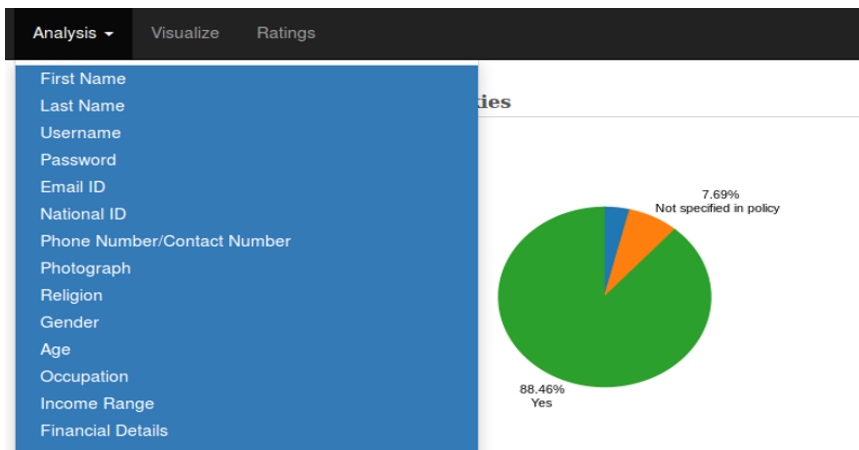 Analysis Visualize Ratings
First Name
Last Name
Username
Password
Email ID
National ID
Phone Number/Contact Number
Photograph
Religion
Gender
Age
Occupation
Income Range
Financial Details
7.69%
Not specified in policy
88.46%
Yes